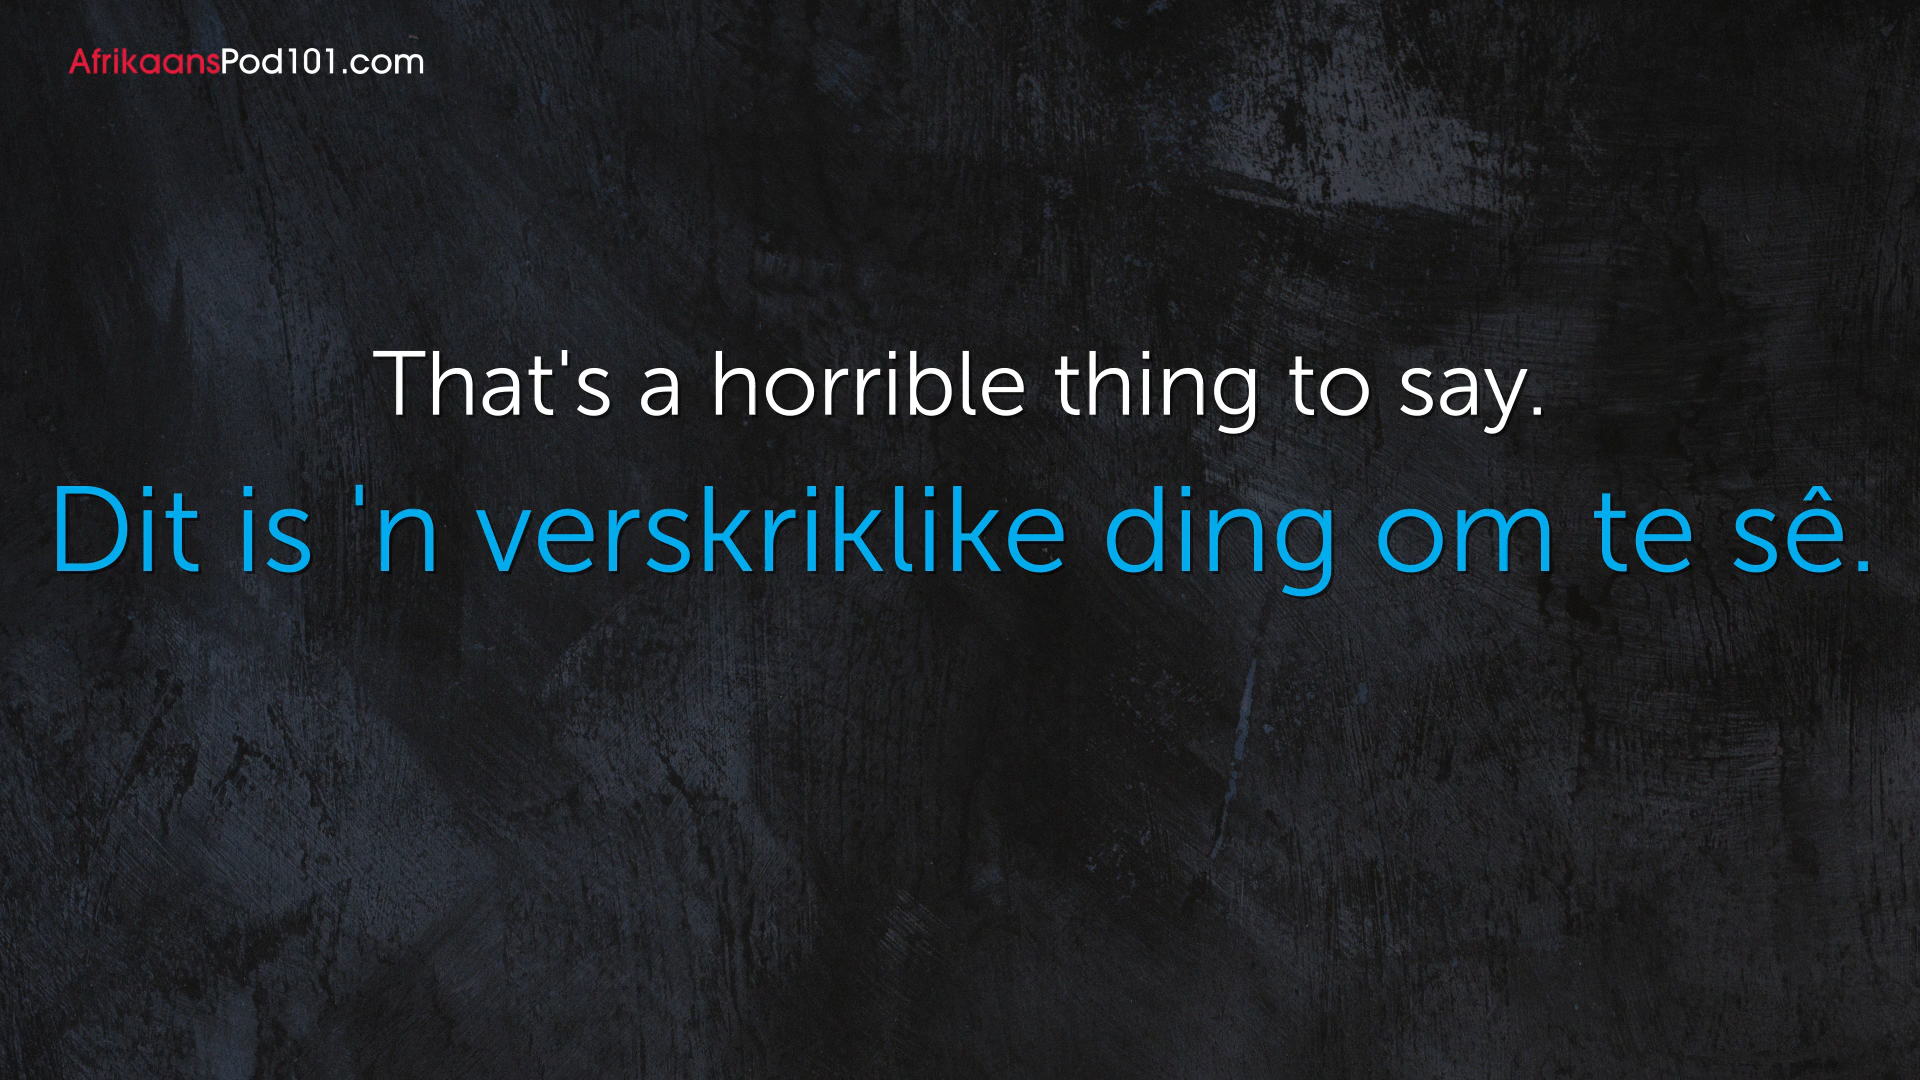 AfrikaansPod101.com
That's a horrible thing to say.
Dit is 'n verskriklike ding om te sê.